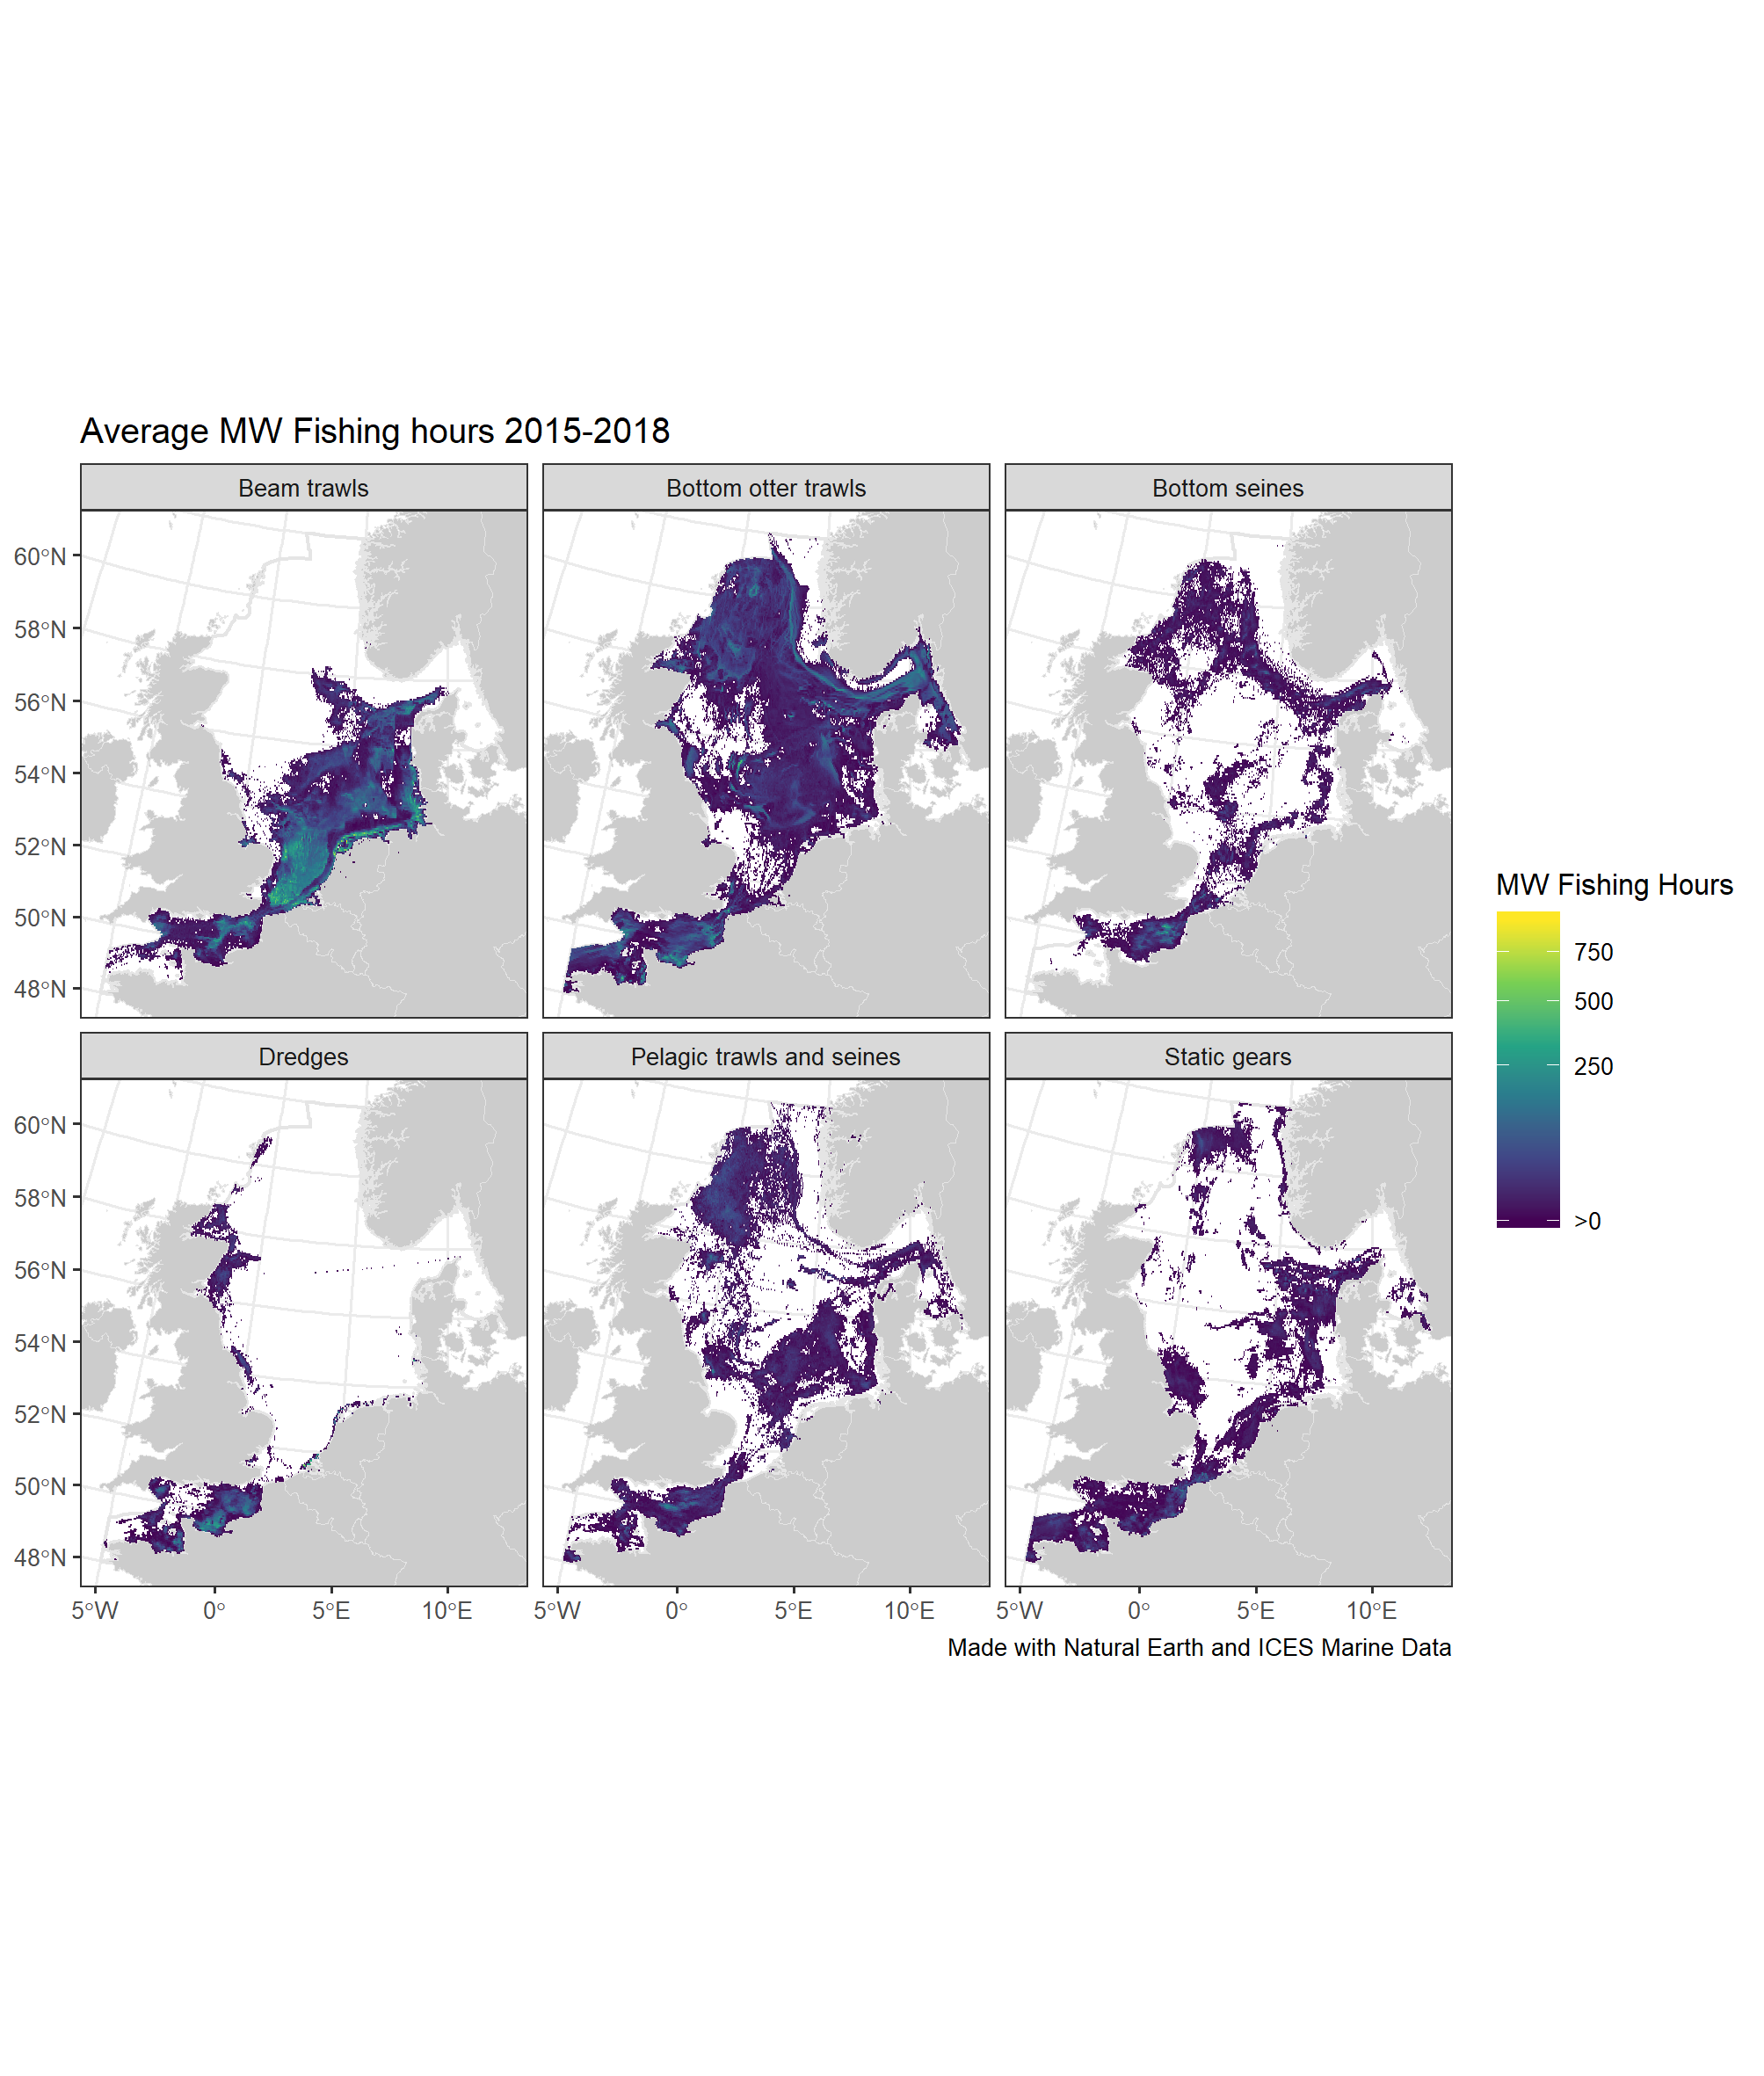 Average MW Fishing hours 2015-2018
Beam trawls
Bottom otter trawls
Bottom seines
60°N
58°N
56°N
54°N
52°N
50°N
48°N
Dredges
Pelagic trawls and seines
Static gears
60°N
58°N
56°N
54°N
52°N
50°N
48°N
5°W 0° 5°E 10°E
5°W 0° 5°E 10°E
5°W 0° 5°E 10°E
Made with Natural Earth and ICES Marine Data
MW Fishing Hours
750
500
250
>0